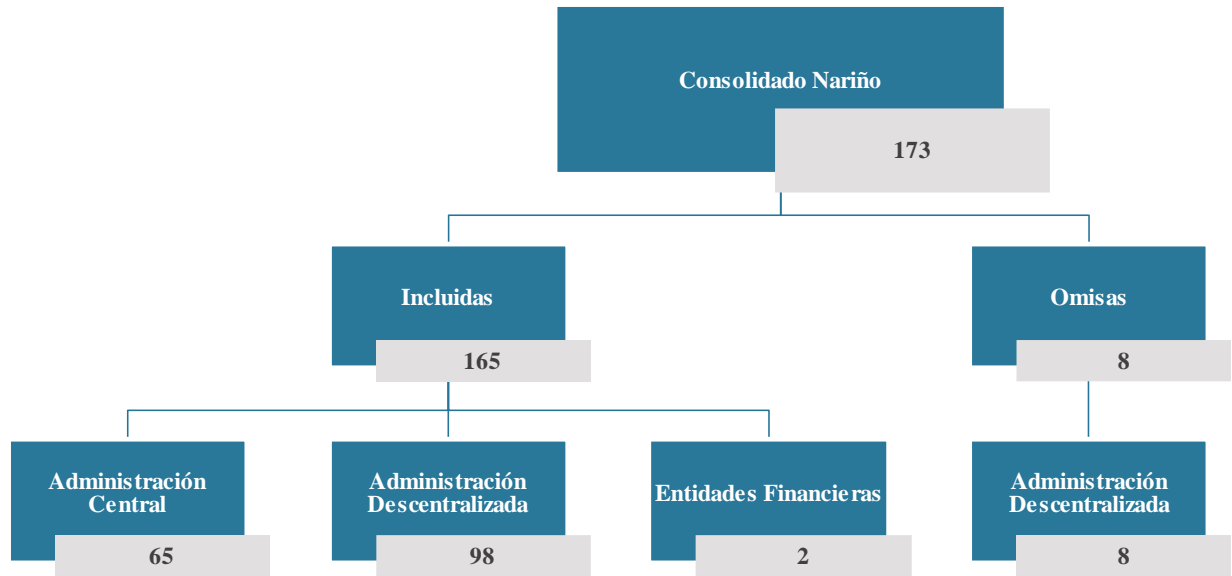 Consolidado Nariño
173
Incluidas
165
Omisas
8
Administración
Central
65
Administración
Descentralizada
98
Entidades Financieras
2
Administración
Descentralizada
8